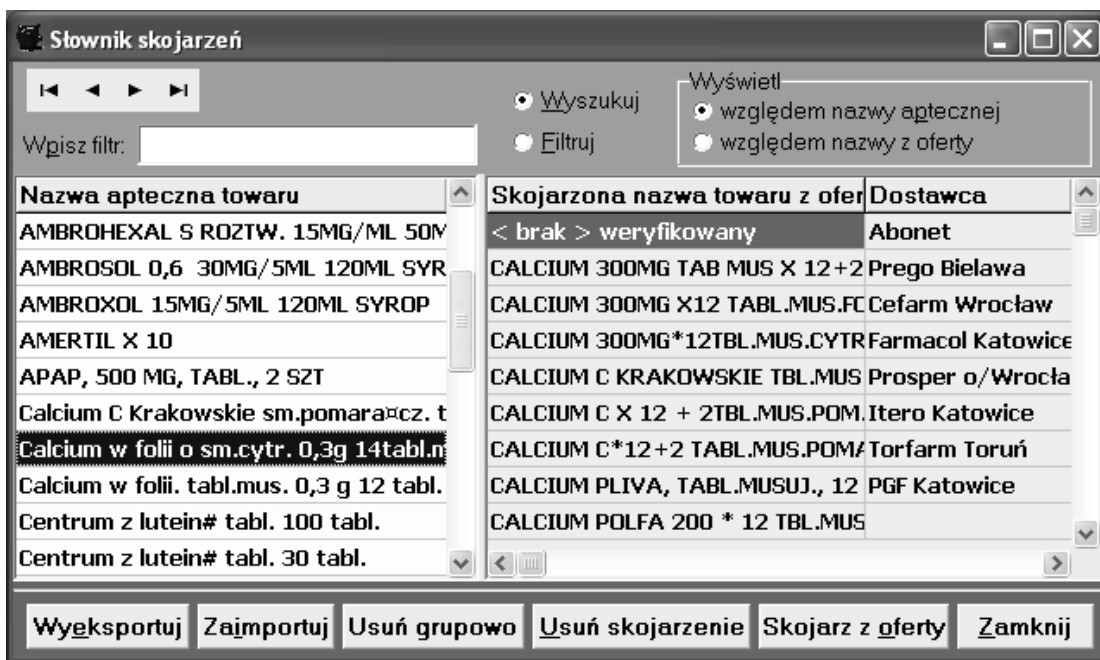 Słownik skojarzeń
Wpisz filtr:
Wyszukuj
Filtruj
Wyświetl
względem nazwy aptecznej
względem nazwy z oferty
Nazwa apteczna towaru
AMBROHEXAL S ROZTW. 15MG/ML 50M
AMBROSOL 0,6 30MG/5ML 120ML SYR
AMBROXOL 15MG/5ML 120ML SYROP
AMERTIL X 10
APAP, 500 MG, TABL., 2 SZT
Calcium C Krakowskie sm.pomara¤cz. t
Calcium w folii o sm.cytr. 0,3g 14tabl.m
Calcium w folii. tabl.mus. 0,3 g 12 tabl.
Centrum z lutein# tabl. 100 tabl.
Centrum z lutein# tabl. 30 tabl.
Skojarzona nazwa towaru z ofer Dostawca
< brak > weryfikowany Abonet
CALCIUM 300MG TAB MUS X 12+2 Prego Bielawa
CALCIUM 300MG X12 TABL.MUS.FO Cefarm Wrocław
CALCIUM 300MG*12TBL.MUS.CYTR Farmacol Katowice
CALCIUM C KRAKOWSKIE TBL.MUS Prosper o/Wrocła
CALCIUM C X 12 + 2TBL.MUS.POM. Itero Katowice
CALCIUM C*12+2 TABL.MUS.POMA Torfarm Toruń
CALCIUM PLIVA, TABL.MUSUJ., 12 PGF Katowice
CALCIUM POLFA 200 * 12 TBL.MUS
Wyeksportuj Zaimportuj Usuń grupowo Usuń skojarzenie Skojarz z oferty Zamknij